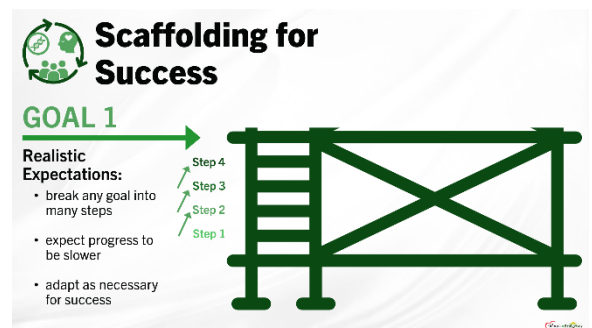 Scaffolding for
Success
GOAL 1
Realistic
Expectations:
• break any goal into
many steps
• expect progress to
be slower
• adapt as necessary
for success
Step 4
Step 3
Step 2
Step 1